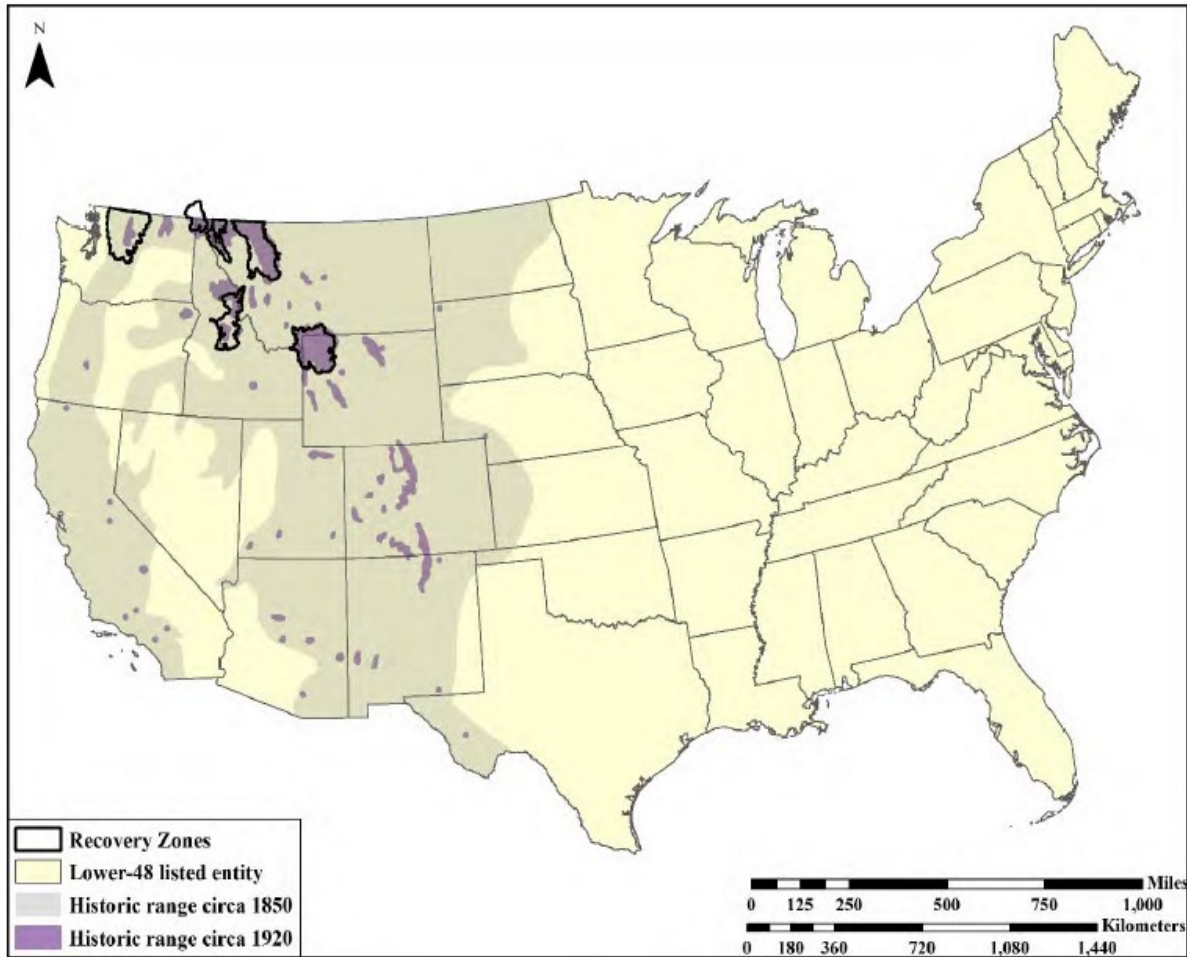 N
Recovery Zones
Lower-48 listed entity
Historic range circa 1850
Historic range circa 1920
Miles
0 125 250 500 750 1,000
Kilometers
0 180 360 720 1,080 1,440